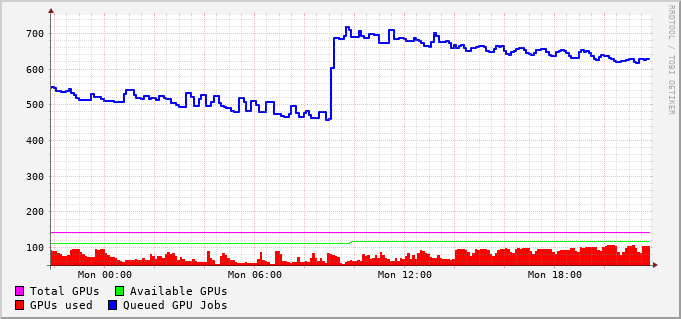 700
600
500
400
300
200
100
Mon 00:00 Mon 06:00 Mon 12:00 Mon 18:00
Total GPUs Available GPUs
GPUs used Queued GPU Jobs
RRDTOOL / TOBI OETIKER